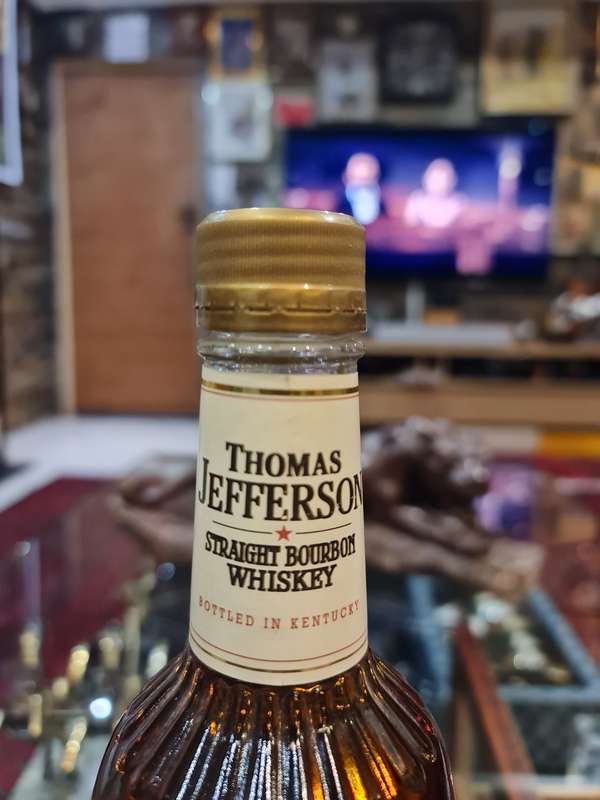 THOMAS
JEFFERSON
STRAIGHT BOURBON
WHISKEY
BOTTLED IN KENTUCKY